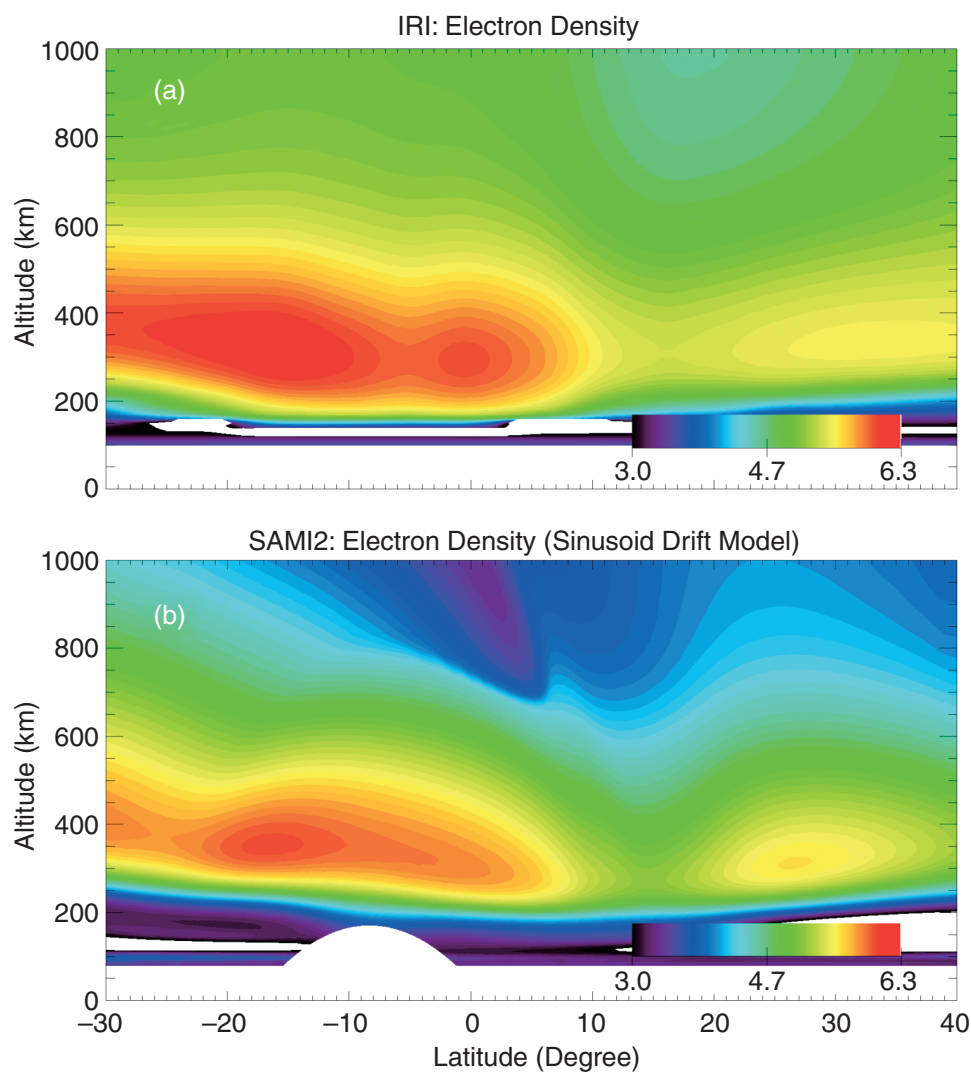 IRI: Electron Density
1000
(a)
800
600
Altitude (km)
400
200
0
3.0 4.7 6.3
SAMI2: Electron Density (Sinusoid Drift Model)
1000
(b)
800
600
Altitude (km)
400
200
0
3.0 4.7 6.3
−30 −20 −10 0 10 20 30 40
Latitude (Degree)